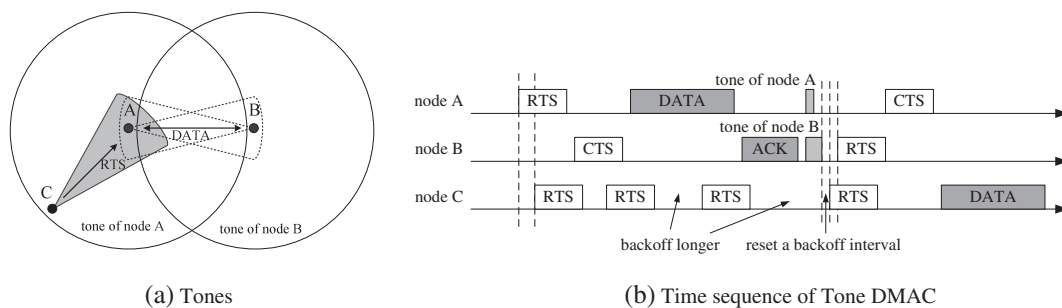 A
B
DATA
RTS
C
tone of node A
tone of node B
(a) Tones
tone of node A
node A
RTS
DATA
CTS
tone of node B
node B
CTS
ACK
RTS
node C
RTS
RTS
RTS
RTS
DATA
backoff longer
reset a backoff interval
(b) Time sequence of Tone DMAC